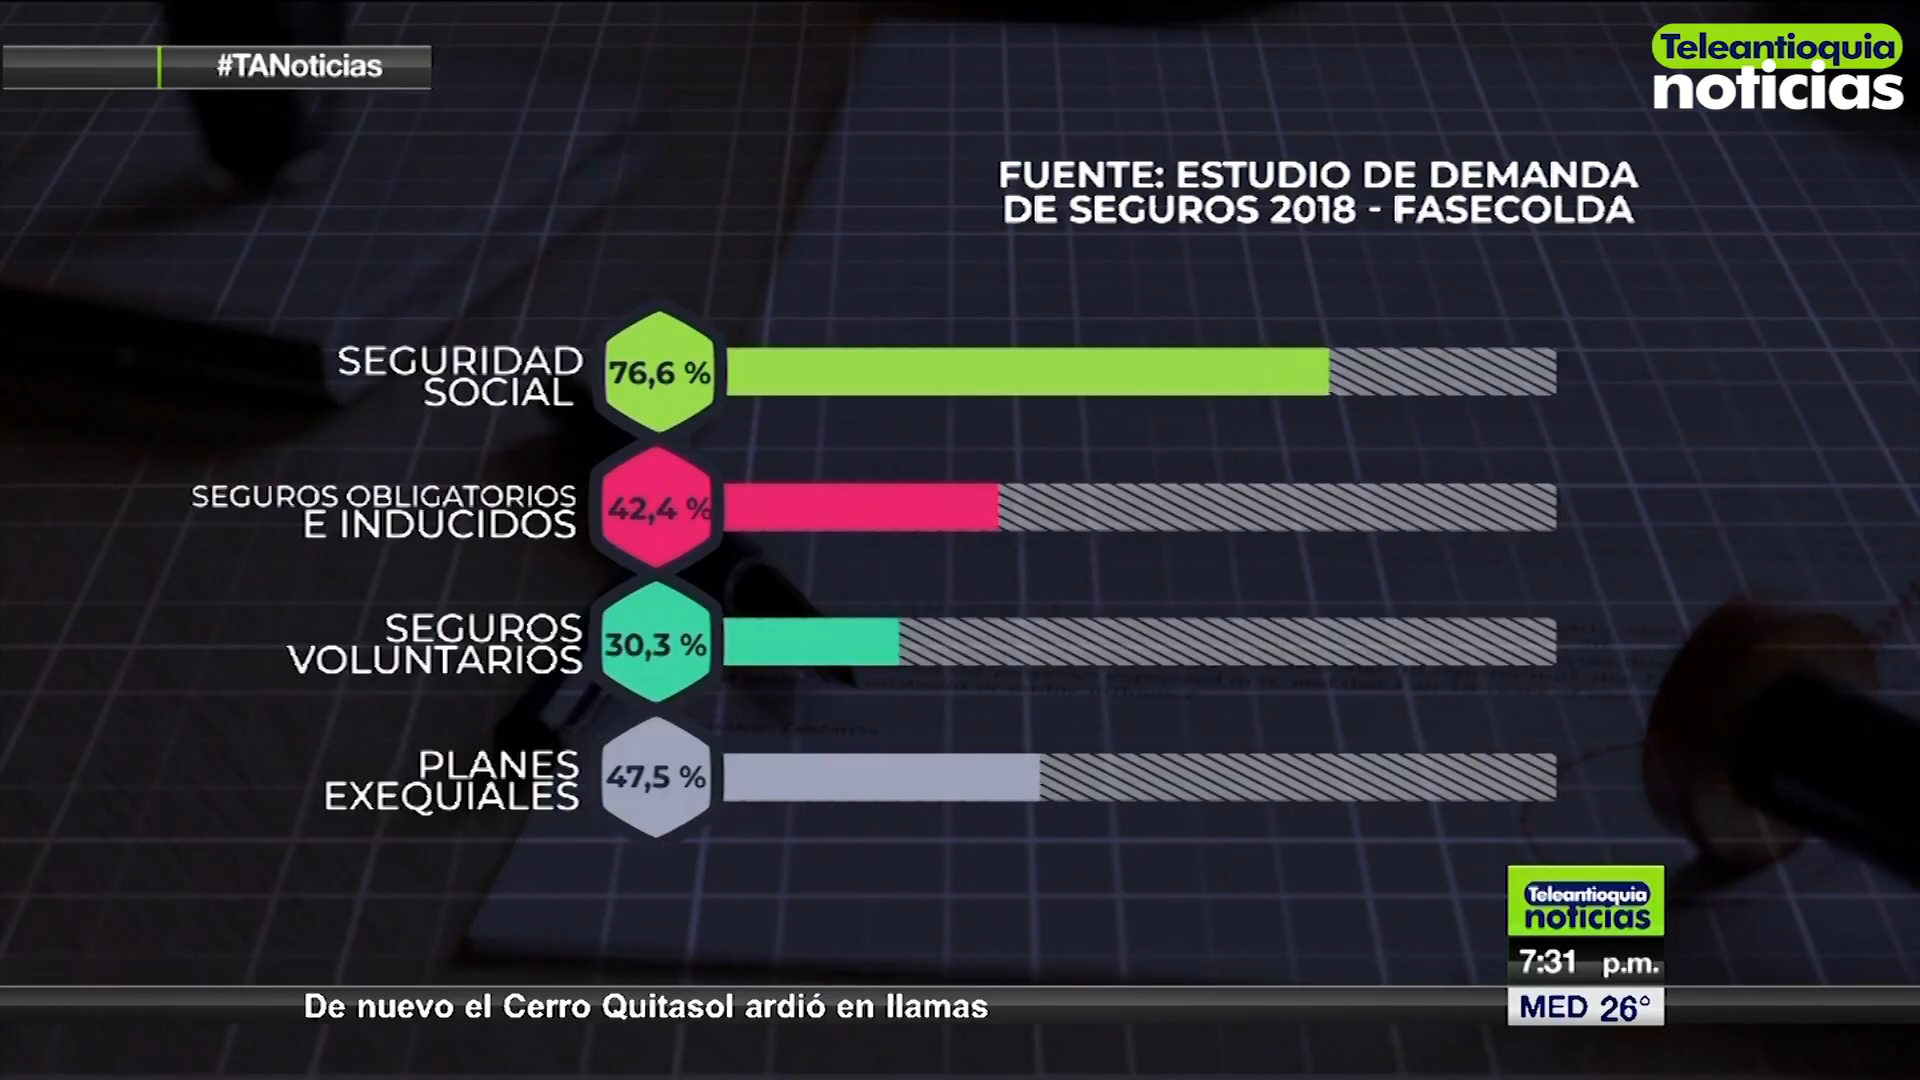 #TANoticias
Teleantioquia
noticias
FUENTE: ESTUDIO DE DEMANDA
DE SEGUROS 2018 - FASECOLDA
SEGURIDAD
SOCIAL
76,6 %
SEGUROS OBLIGATORIOS
E INDUCIDOS
42,4 %
SEGUROS
VOLUNTARIOS
30,3 %
PLANES
EXEQUIALES
47,5 %
Teleantioquia
noticias
7:31 p.m.
MED 26°
De nuevo el Cerro Quitasol ardió en llamas